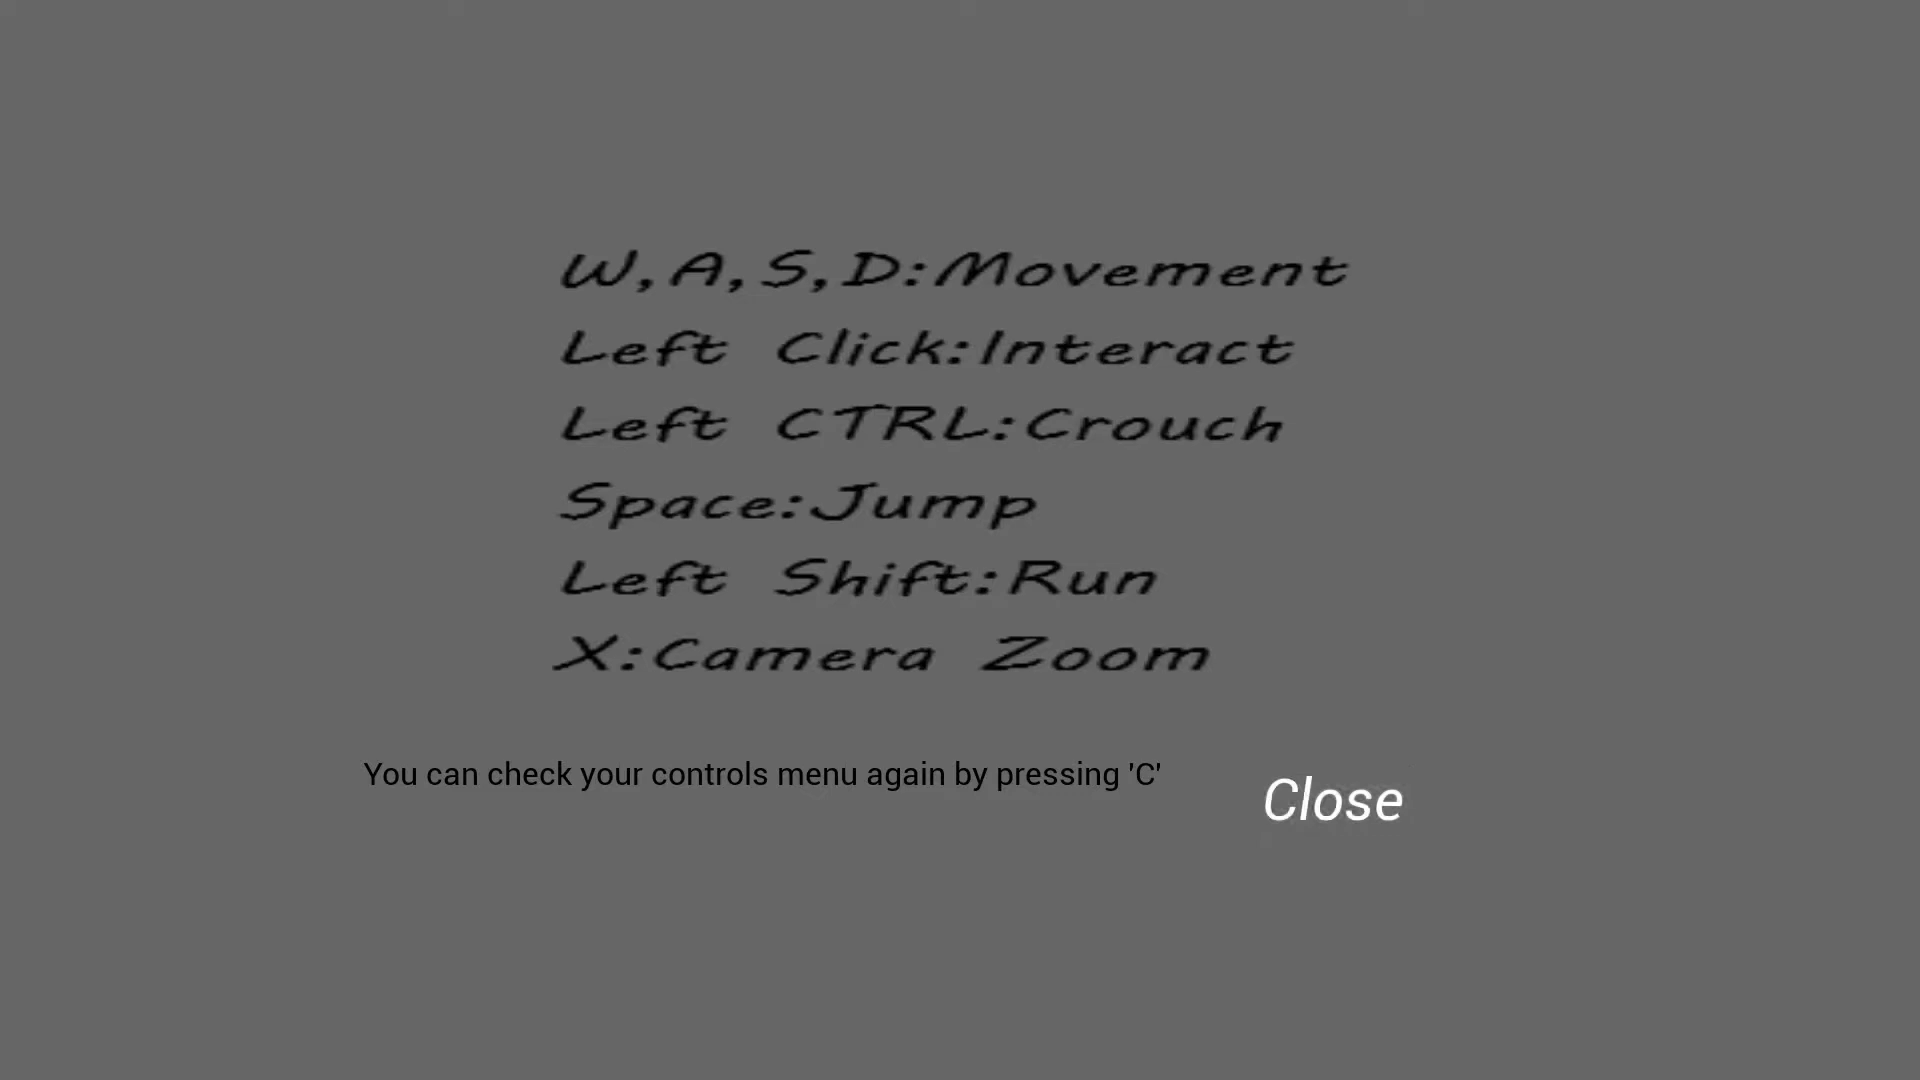 W,A,S,D:Movement
Left Click:Interact
Left CTRL:Crouch
Space:Jump
Left Shift:Run
X:Camera Zoom
You can check your controls menu again by pressing 'C'
Close